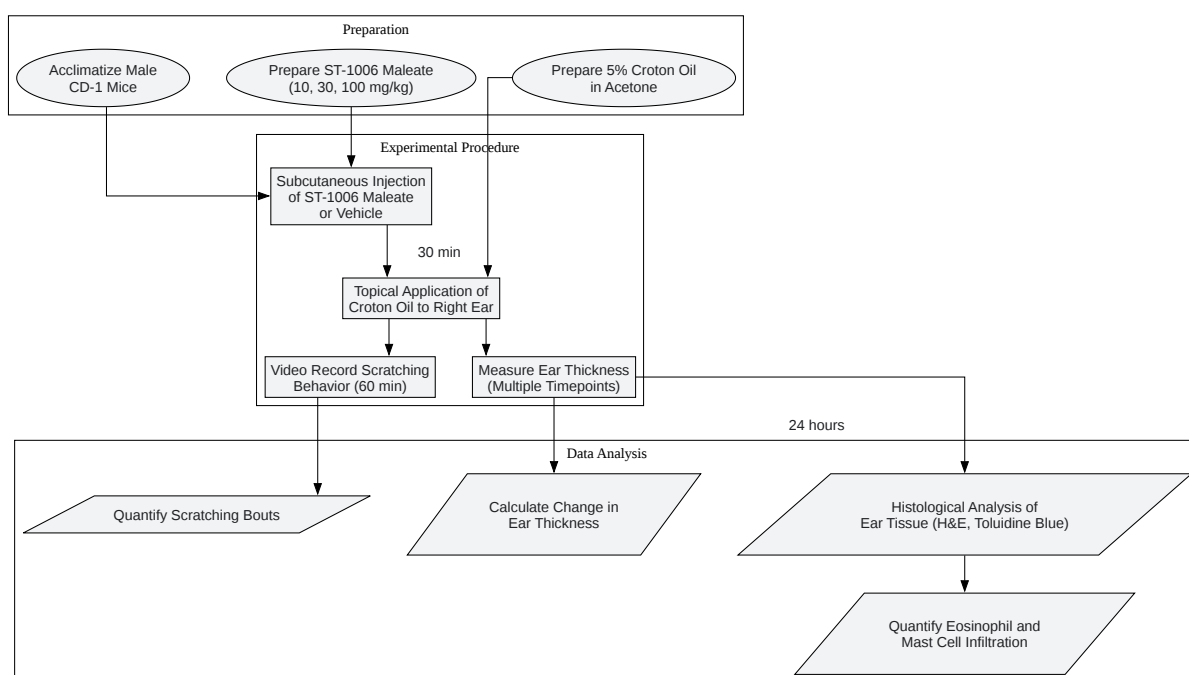 Preparation
Acclimatize Male
CD-1 Mice
Prepare ST-1006 Maleate
(10, 30, 100 mg/kg)
Prepare 5% Croton Oil
in Acetone
Experimental Procedure
Subcutaneous Injection
of ST-1006 Maleate
or Vehicle
30 min
Topical Application of
Croton Oil to Right Ear
Video Record Scratching
Behavior (60 min)
Measure Ear Thickness
(Multiple Timepoints)
24 hours
Data Analysis
Quantify Scratching Bouts
Calculate Change in
Ear Thickness
Histological Analysis of
Ear Tissue (H&E, Toluidine Blue)
Quantify Eosinophil and
Mast Cell Infiltration